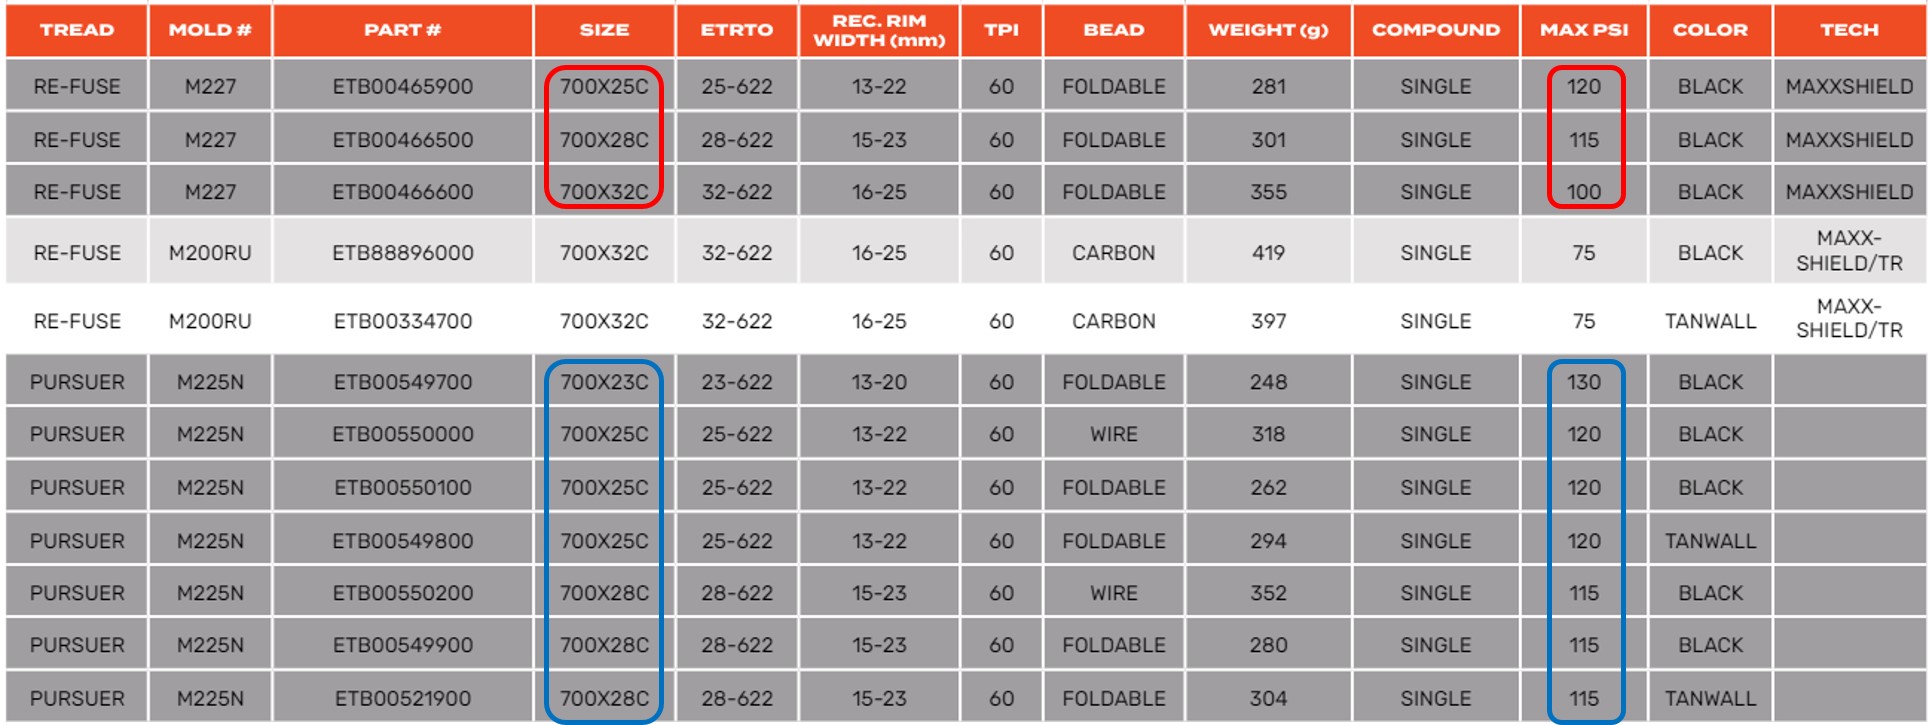 TREAD MOLD # PART # SIZE ETRTO REC. RIM WIDTH (mm) TPI BEAD WEIGHT (g) COMPOUND MAX PSI COLOR TECH
RE-FUSE M227 ETB00465900 700X25C 25-622 13-22 60 FOLDABLE 281 SINGLE 120 BLACK MAXXSHIELD
RE-FUSE M227 ETB00466500 700X28C 28-622 15-23 60 FOLDABLE 301 SINGLE 115 BLACK MAXXSHIELD
RE-FUSE M227 ETB00466600 700X32C 32-622 16-25 60 FOLDABLE 355 SINGLE 100 BLACK MAXXSHIELD
RE-FUSE M200RU ETB88896000 700X32C 32-622 16-25 60 CARBON 419 SINGLE 75 BLACK MAXX-SHIELD/TR
RE-FUSE M200RU ETB00334700 700X32C 32-622 16-25 60 CARBON 397 SINGLE 75 TANWALL MAXX-SHIELD/TR
PURSUER M225N ETB00549700 700X23C 23-622 13-20 60 FOLDABLE 248 SINGLE 130 BLACK
PURSUER M225N ETB00550000 700X25C 25-622 13-22 60 WIRE 318 SINGLE 120 BLACK
PURSUER M225N ETB00550100 700X25C 25-622 13-22 60 FOLDABLE 262 SINGLE 120 BLACK
PURSUER M225N ETB00549800 700X25C 25-622 13-22 60 FOLDABLE 294 SINGLE 120 TANWALL
PURSUER M225N ETB00550200 700X28C 28-622 15-23 60 WIRE 352 SINGLE 115 BLACK
PURSUER M225N ETB00549900 700X28C 28-622 15-23 60 FOLDABLE 280 SINGLE 115 BLACK
PURSUER M225N ETB00521900 700X28C 28-622 15-23 60 FOLDABLE 304 SINGLE 115 TANWALL